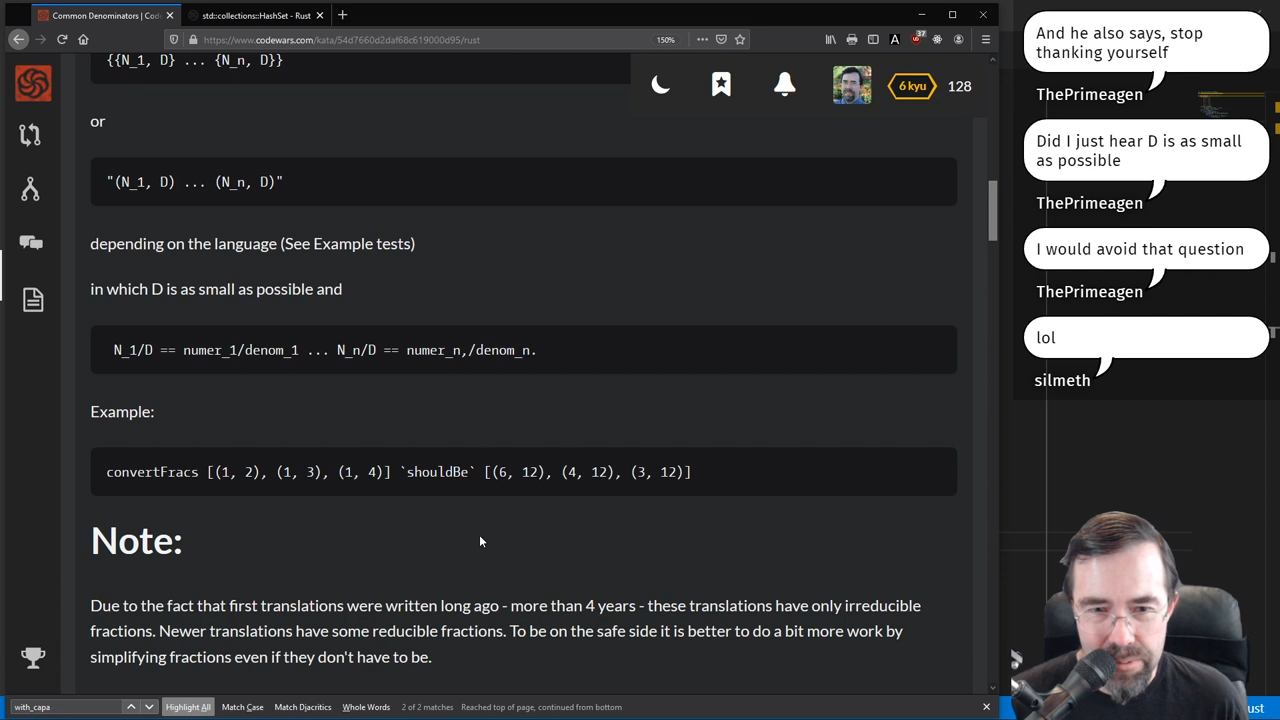 Common Denominators | Code
std::collections::HashSet - Rust
https://www.codewars.com/kata/54d7660d2daf68c619000d95/rust
150%
37
{{N_1, D} ... {N_n, D}}
6 kyu
128
or
"(N_1, D) ... (N_n, D)"
depending on the language (See Example tests)
in which D is as small as possible and
N_1/D == numer_1/denom_1 ... N_n/D == numer_n,/denom_n.
Example:
convertFracs [(1, 2), (1, 3), (1, 4)] `shouldBe` [(6, 12), (4, 12), (3, 12)]
Note:
Due to the fact that first translations were written long ago - more than 4 years - these translations have only irreducible
fractions. Newer translations have some reducible fractions. To be on the safe side it is better to do a bit more work by
simplifying fractions even if they don't have to be.
with_capa
Highlight All
Match Case
Match Diacritics
Whole Words
2 of 2 matches
Reached top of page, continued from bottom
And he also says, stop
thanking yourself
ThePrimeagen
Did I just hear D is as small
as possible
ThePrimeagen
I would avoid that question
ThePrimeagen
lol
silmeth
ust